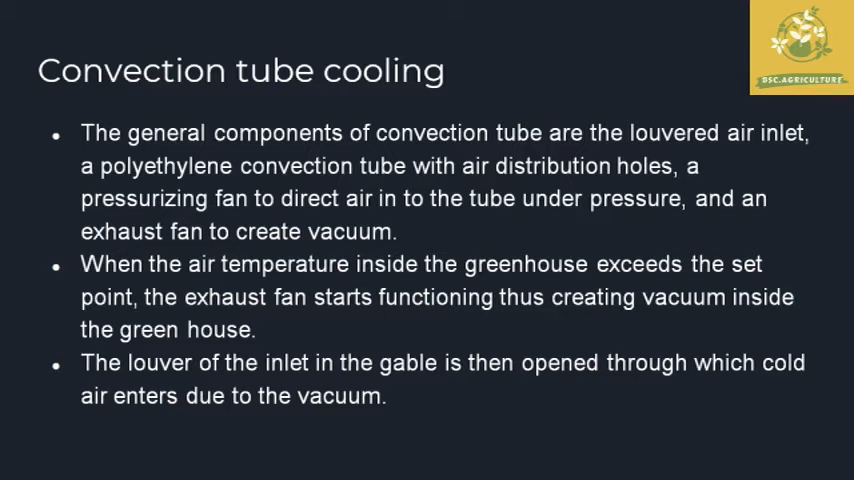 DSC.AGRICULTURE
Convection tube cooling
• The general components of convection tube are the louvered air inlet,
a polyethylene convection tube with air distribution holes, a
pressurizing fan to direct air in to the tube under pressure, and an
exhaust fan to create vacuum.
• When the air temperature inside the greenhouse exceeds the set
point, the exhaust fan starts functioning thus creating vacuum inside
the green house.
• The louver of the inlet in the gable is then opened through which cold
air enters due to the vacuum.